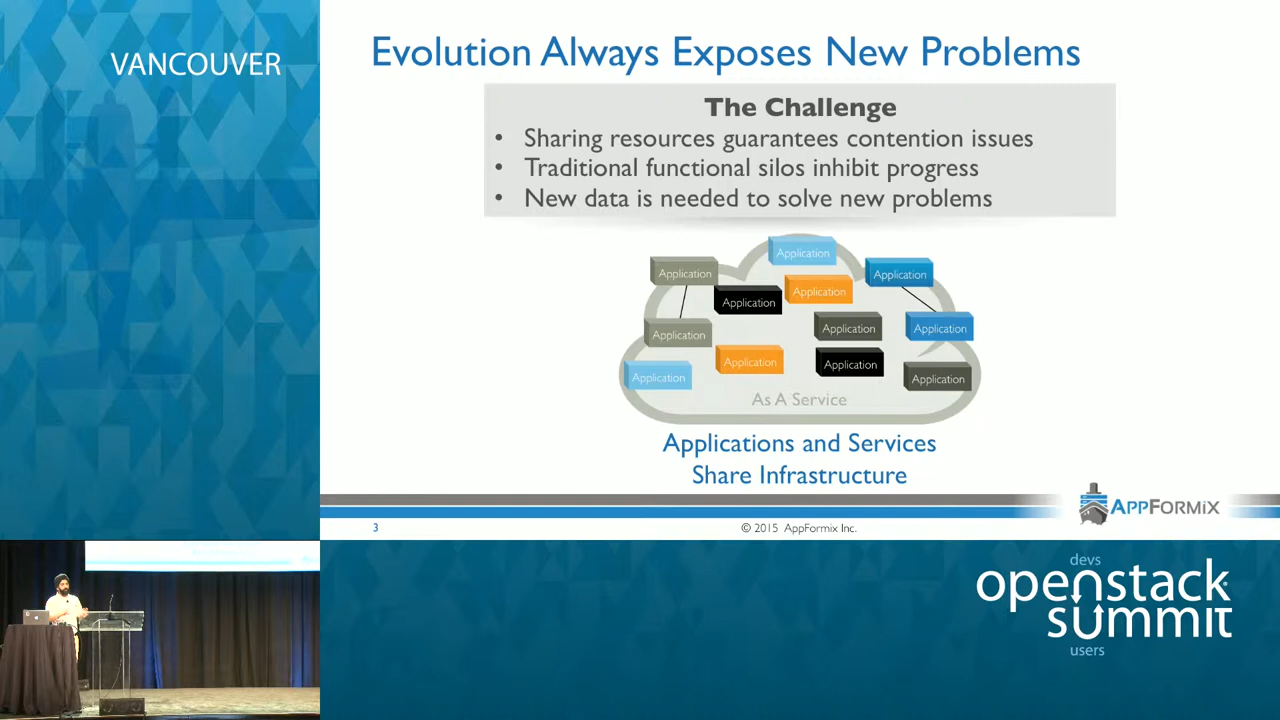 VANCOUVER
Evolution Always Exposes New Problems
The Challenge
• Sharing resources guarantees contention issues
• Traditional functional silos inhibit progress
• New data is needed to solve new problems
Application
Application
Application
Application
Application
Application
Application
Application
Application
Application
Application
Application
Application
As A Service
Applications and Services
Share Infrastructure
APPFORMIX
3
© 2015 AppFormix Inc.
devs
openstack
summit
users